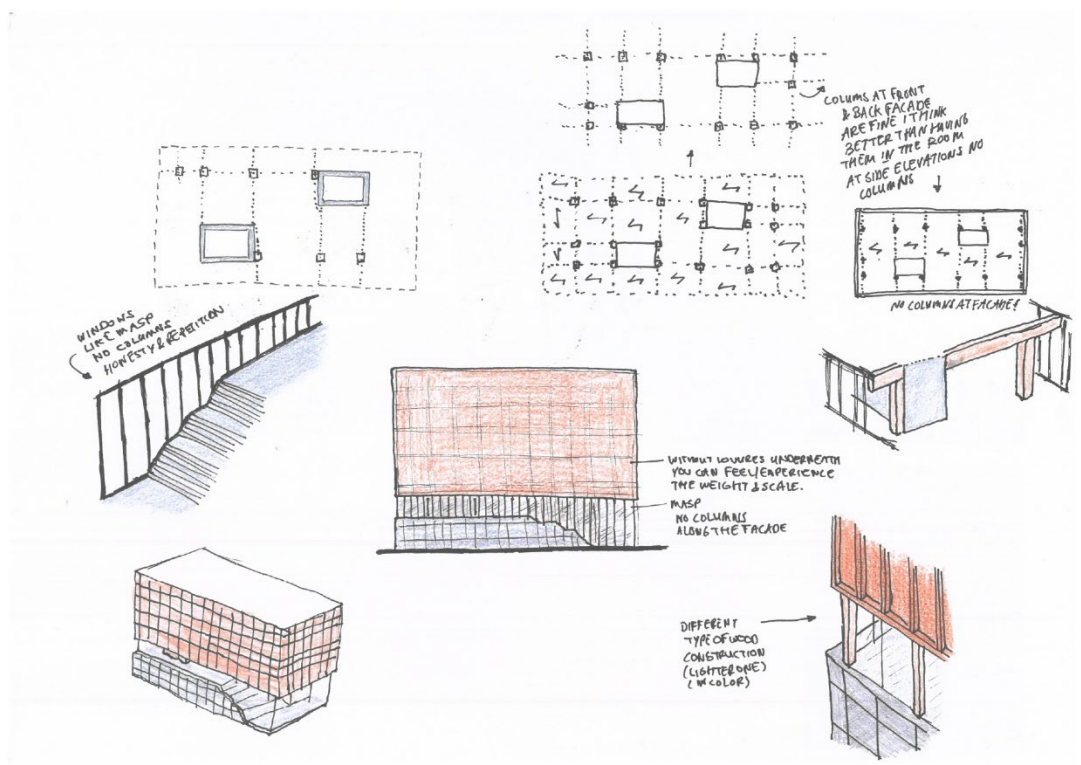 COLUMS AT FRONT
& BACK FACADE
ARE FINE I THINK
BETTER THAN HAVING
THEM IN THE ROOM
AT SIDE ELEVATIONS NO
COLUMNS
NO COLUMNS AT FACADE?
WINDOWS
LIKE MASP
NO COLUMNS
HONESTY & REPETITION
WITHOUT LOUVRES UNDERNEATH
YOU CAN FEEL/EXPERIENCE
THE WEIGHT & SCALE.
MASP
NO COLUMNS
ALONG THE FACADE
DIFFERENT
TYPE OF WOOD
CONSTRUCTION
(LIGHTER ONE)
(IN COLOR)